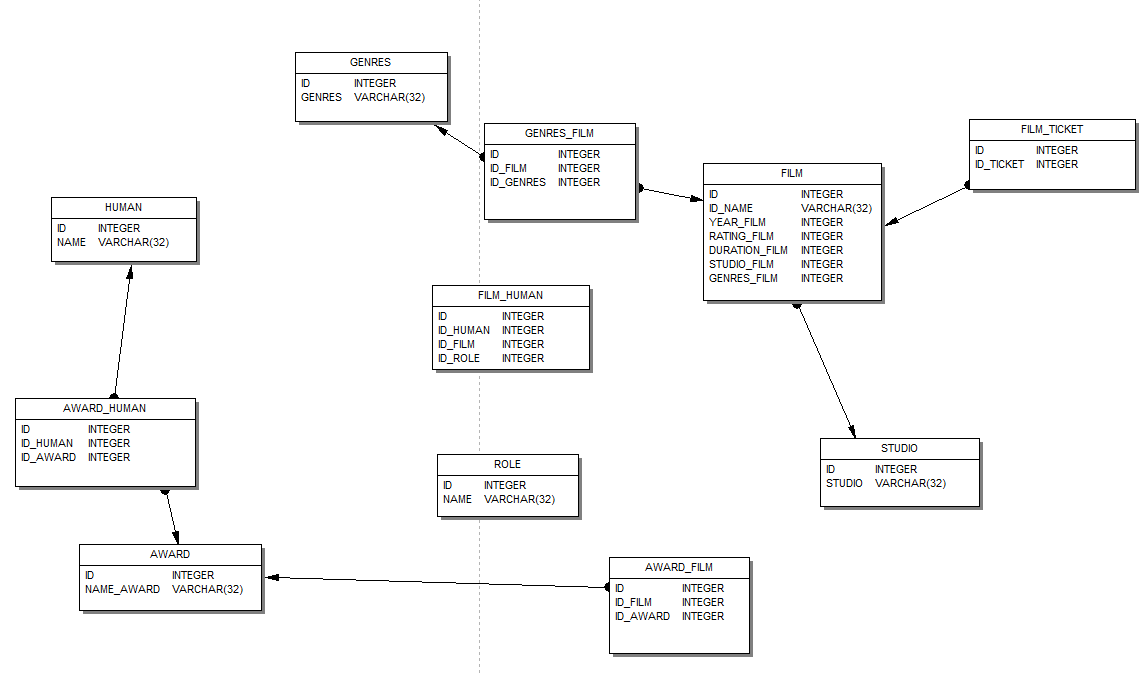 GENRES
ID INTEGER
GENRES VARCHAR(32)
GENRES_FILM
ID INTEGER
ID_FILM INTEGER
ID_GENRES INTEGER
FILM_TICKET
ID INTEGER
ID_TICKET INTEGER
FILM
ID INTEGER
ID_NAME VARCHAR(32)
YEAR_FILM INTEGER
RATING_FILM INTEGER
DURATION_FILM INTEGER
STUDIO_FILM INTEGER
GENRES_FILM INTEGER
HUMAN
ID INTEGER
NAME VARCHAR(32)
FILM_HUMAN
ID INTEGER
ID_HUMAN INTEGER
ID_FILM INTEGER
ID_ROLE INTEGER
AWARD_HUMAN
ID INTEGER
ID_HUMAN INTEGER
ID_AWARD INTEGER
ROLE
ID INTEGER
NAME VARCHAR(32)
STUDIO
ID INTEGER
STUDIO VARCHAR(32)
AWARD
ID INTEGER
NAME_AWARD VARCHAR(32)
AWARD_FILM
ID INTEGER
ID_FILM INTEGER
ID_AWARD INTEGER